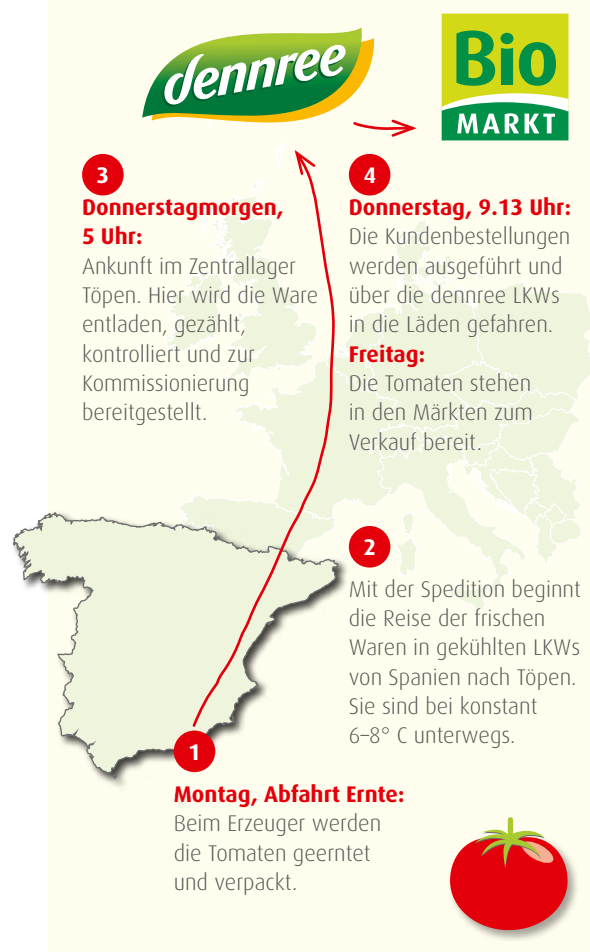 dennree
Bio
MARKT
3
Donnerstagmorgen,
5 Uhr:
Ankunft im Zentrallager
Töpen. Hier wird die Ware
entladen, gezählt,
kontrolliert und zur
Kommissionierung
bereitgestellt.
4
Donnerstag, 9.13 Uhr:
Die Kundenbestellungen
werden ausgeführt und
über die dennree LKWs
in die Läden gefahren.
Freitag:
Die Tomaten stehen
in den Märkten zum
Verkauf bereit.
2
Mit der Spedition beginnt
die Reise der frischen
Waren in gekühlten LKWs
von Spanien nach Töpen.
Sie sind bei konstant
6–8° C unterwegs.
1
Montag, Abfahrt Ernte:
Beim Erzeuger werden
die Tomaten geerntet
und verpackt.